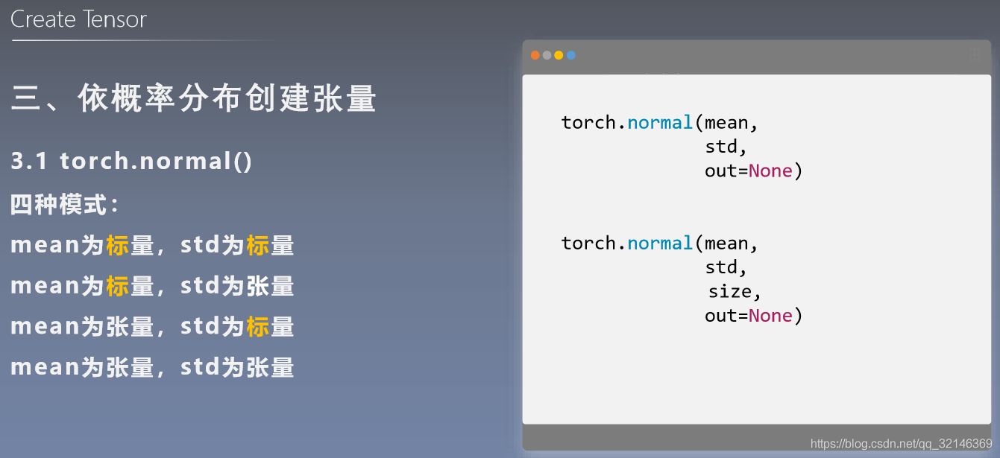 Create Tensor
三、依概率分布创建张量
3.1 torch.normal()
四种模式：
mean为标量，std为标量
mean为标量，std为张量
mean为张量，std为标量
mean为张量，std为张量
torch.normal(mean,
std,
out=None)
torch.normal(mean,
std,
size,
out=None)
https://blog.csdn.net/qq_32146369